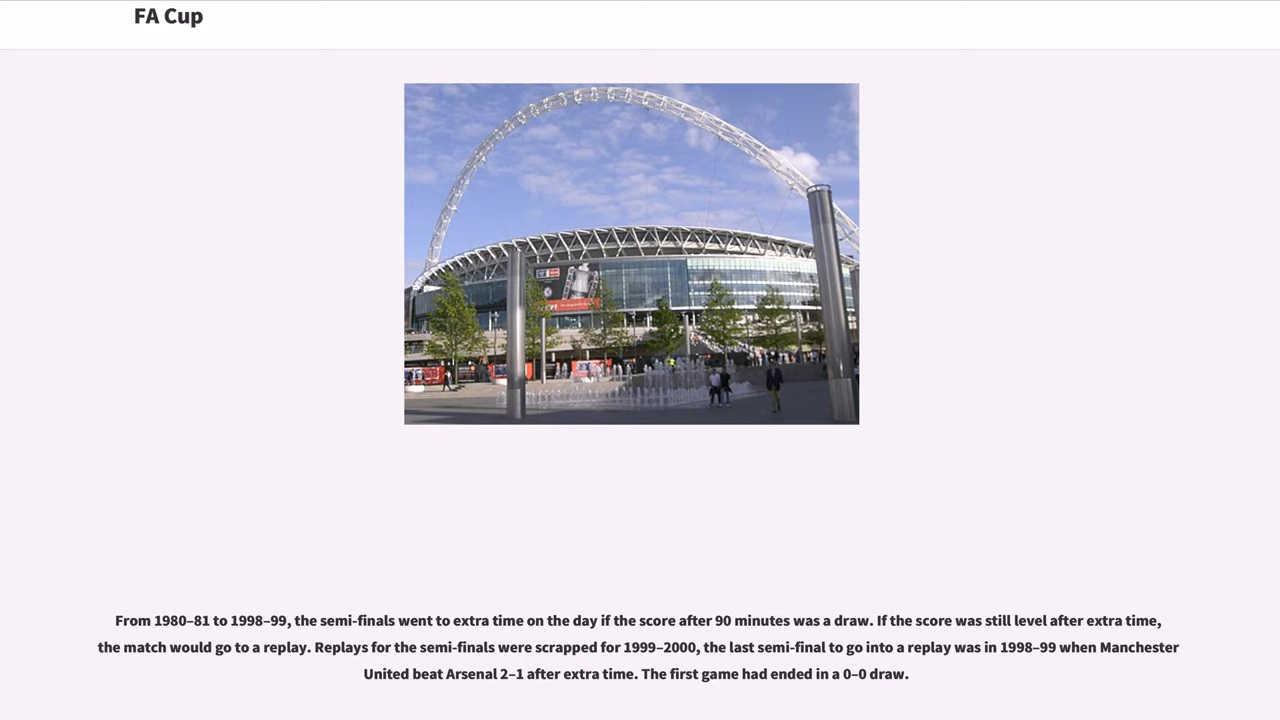 FA Cup
From 1980–81 to 1998–99, the semi-finals went to extra time on the day if the score after 90 minutes was a draw. If the score was still level after extra time,
the match would go to a replay. Replays for the semi-finals were scrapped for 1999–2000, the last semi-final to go into a replay was in 1998–99 when Manchester
United beat Arsenal 2–1 after extra time. The first game had ended in a 0–0 draw.